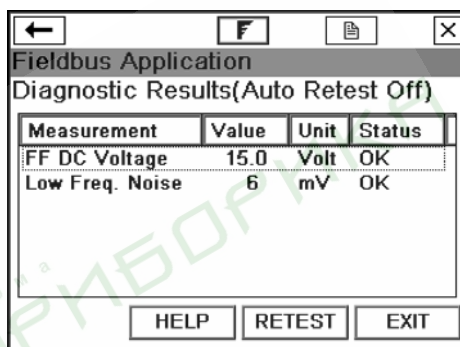 Fieldbus Application
Diagnostic Results(Auto Retest Off)
Measurement Value Unit Status
FF DC Voltage 15.0 Volt OK
Low Freq. Noise 6 mV OK
HELP RETEST EXIT
ПРИБОРИКА